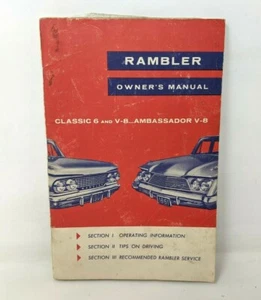 RAMBLER
OWNER'S MANUAL
CLASSIC 6 AND V-8...AMBASSADOR V-8
SECTION I OPERATING INFORMATION
SECTION II TIPS ON DRIVING
SECTION III RECOMMENDED RAMBLER SERVICE